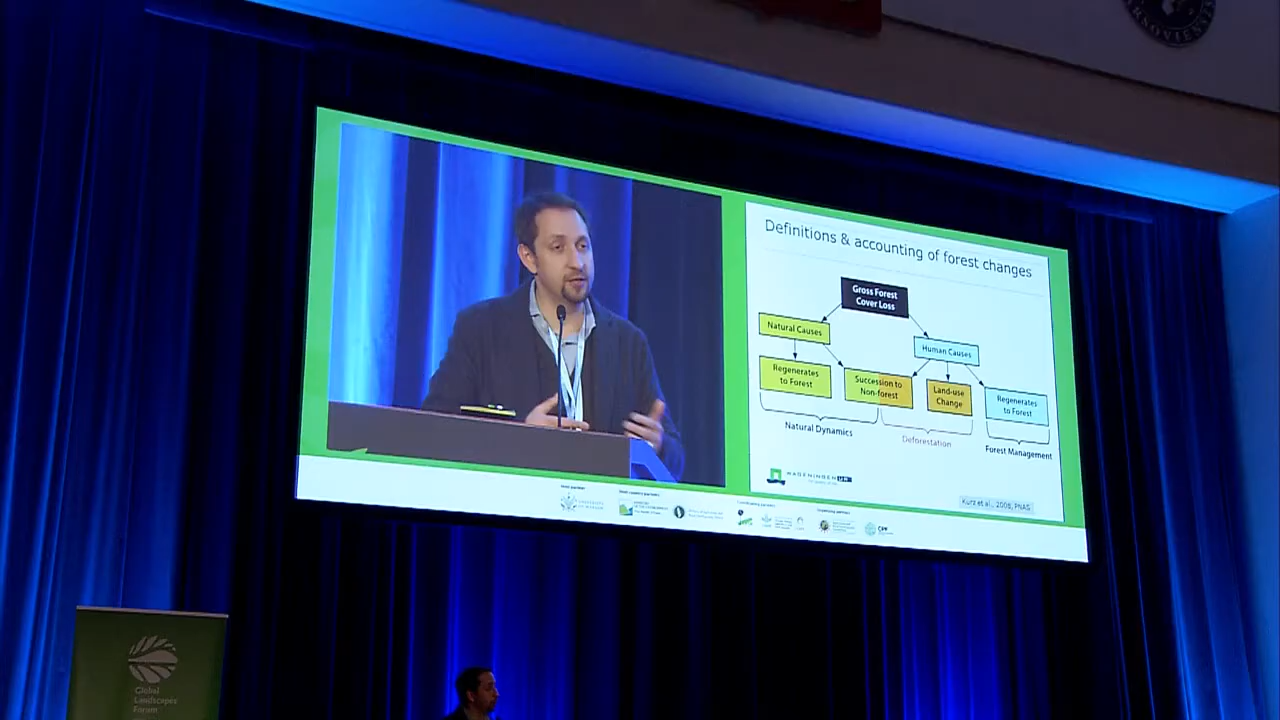 Definitions & accounting of forest changes
Gross Forest
Cover Loss
Natural Causes
Human Causes
Regenerates
to Forest
Succession to
Non-forest
Land-use
Change
Regenerates
to Forest
Natural Dynamics
Deforestation
Forest Management
WAGENINGEN UR
Kurz et al., 2008, PNAS
CPF
Global
Landscapes
Forum